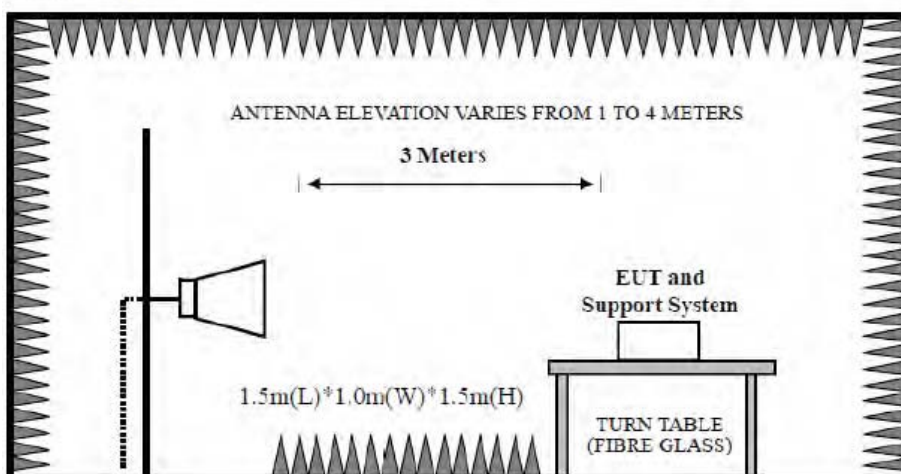 ANTENNA ELEVATION VARIES FROM 1 TO 4 METERS
3 Meters
EUT and
Support System
1.5m(L)*1.0m(W)*1.5m(H)
TURN TABLE
(FIBRE GLASS)